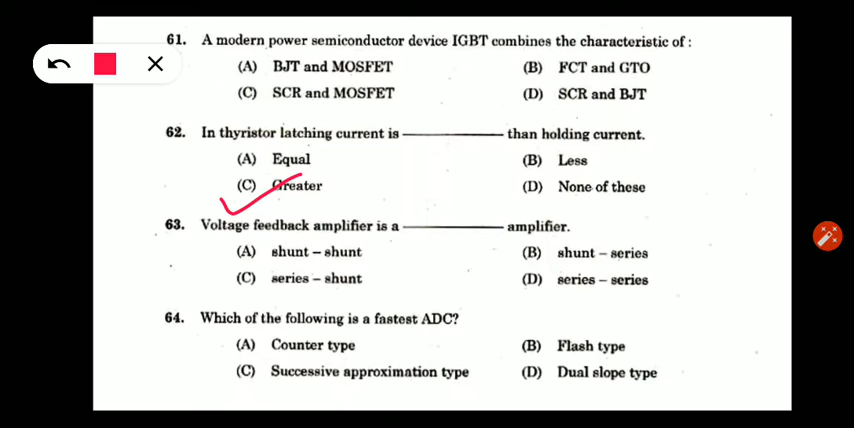 61. A modern power semiconductor device IGBT combines the characteristic of :
(A) BJT and MOSFET (B) FCT and GTO
(C) SCR and MOSFET (D) SCR and BJT
62. In thyristor latching current is ———— than holding current.
(A) Equal (B) Less
(C) Greater (D) None of these
63. Voltage feedback amplifier is a ———— amplifier.
(A) shunt – shunt (B) shunt – series
(C) series – shunt (D) series – series
64. Which of the following is a fastest ADC?
(A) Counter type (B) Flash type
(C) Successive approximation type (D) Dual slope type